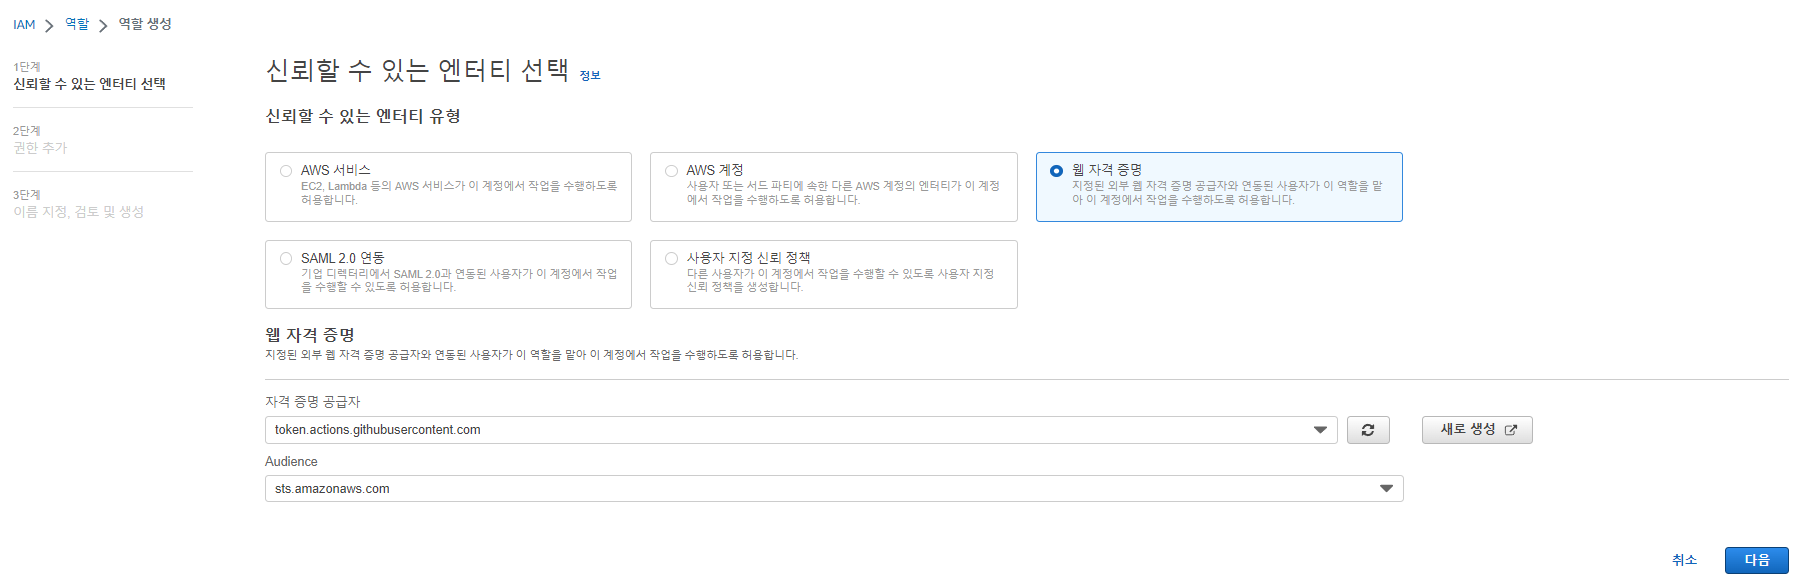 IAM > 역할 > 역할 생성
1단계
신뢰할 수 있는 엔터티 선택
2단계
권한 추가
3단계
이름 지정, 검토 및 생성
신뢰할 수 있는 엔터티 선택 정보
신뢰할 수 있는 엔터티 유형
AWS 서비스
EC2, Lambda 등의 AWS 서비스가 이 계정에서 작업을 수행하도록
허용합니다.
AWS 계정
사용자 또는 서드 파티에 속한 다른 AWS 계정의 엔터티가 이 계정
에서 작업을 수행하도록 허용합니다.
웹 자격 증명
지정된 외부 웹 자격 증명 공급자와 연동된 사용자가 이 역할을 맡
아 이 계정에서 작업을 수행하도록 허용합니다.
SAML 2.0 연동
기업 디렉터리에서 SAML 2.0과 연동된 사용자가 이 계정에서 작업
을 수행할 수 있도록 허용합니다.
사용자 지정 신뢰 정책
다른 사용자가 이 계정에서 작업을 수행할 수 있도록 사용자 지정
신뢰 정책을 생성합니다.
웹 자격 증명
지정된 외부 웹 자격 증명 공급자와 연동된 사용자가 이 역할을 맡아 이 계정에서 작업을 수행하도록 허용합니다.
자격 증명 공급자
token.actions.githubusercontent.com
새로 생성
Audience
sts.amazonaws.com
취소
다음